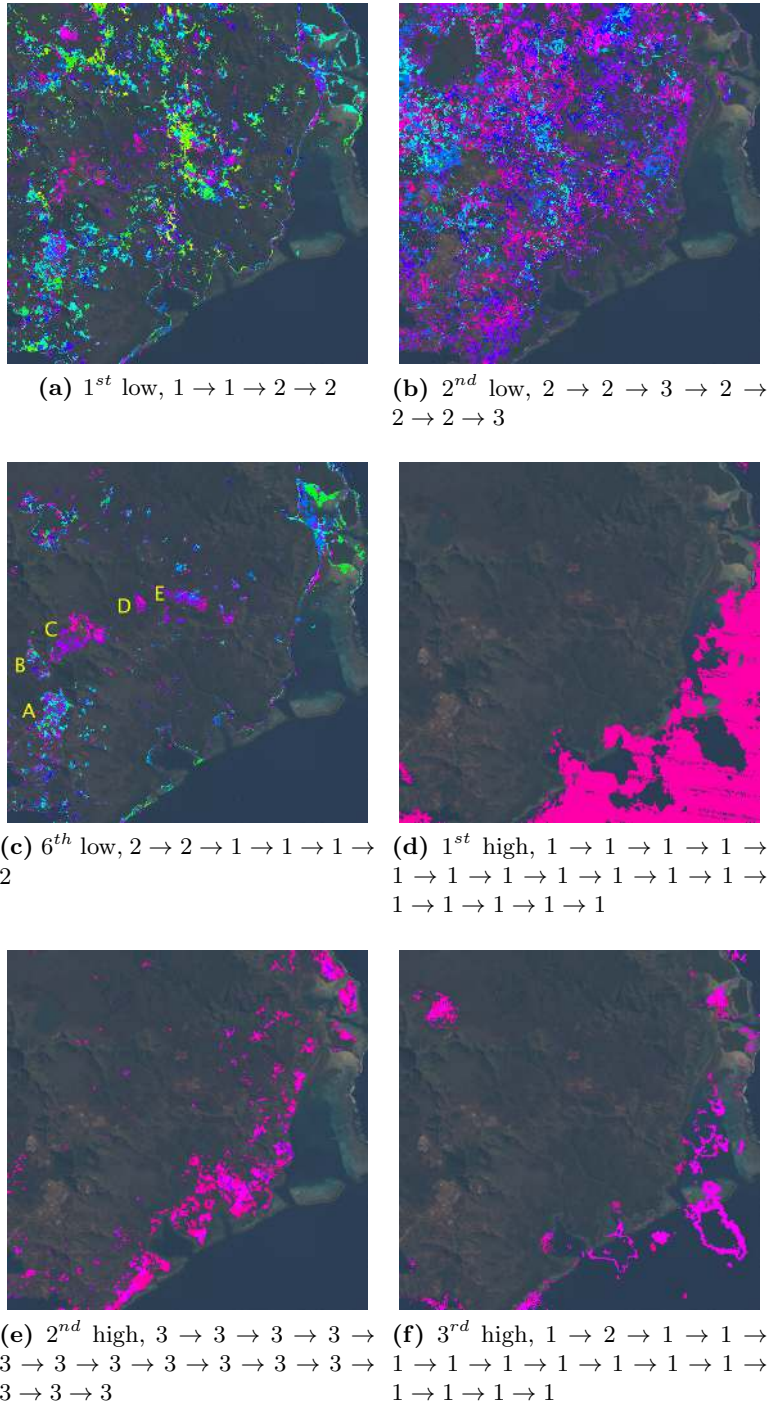 (a) 1st low, 1 → 1 → 2 → 2
(b) 2nd low, 2 → 2 → 3 → 2 →
2 → 2 → 3
A
B
C
D
E
(c) 6th low, 2 → 2 → 1 → 1 → 1 →
2
(d) 1st high, 1 → 1 → 1 → 1 →
1 → 1 → 1 → 1 → 1 → 1 → 1 →
1 → 1 → 1 → 1 → 1
(e) 2nd high, 3 → 3 → 3 → 3 →
3 → 3 → 3 → 3 → 3 → 3 → 3 →
3 → 3 → 3
(f) 3rd high, 1 → 2 → 1 → 1 →
1 → 1 → 1 → 1 → 1 → 1 → 1 →
1 → 1 → 1 → 1 → 1